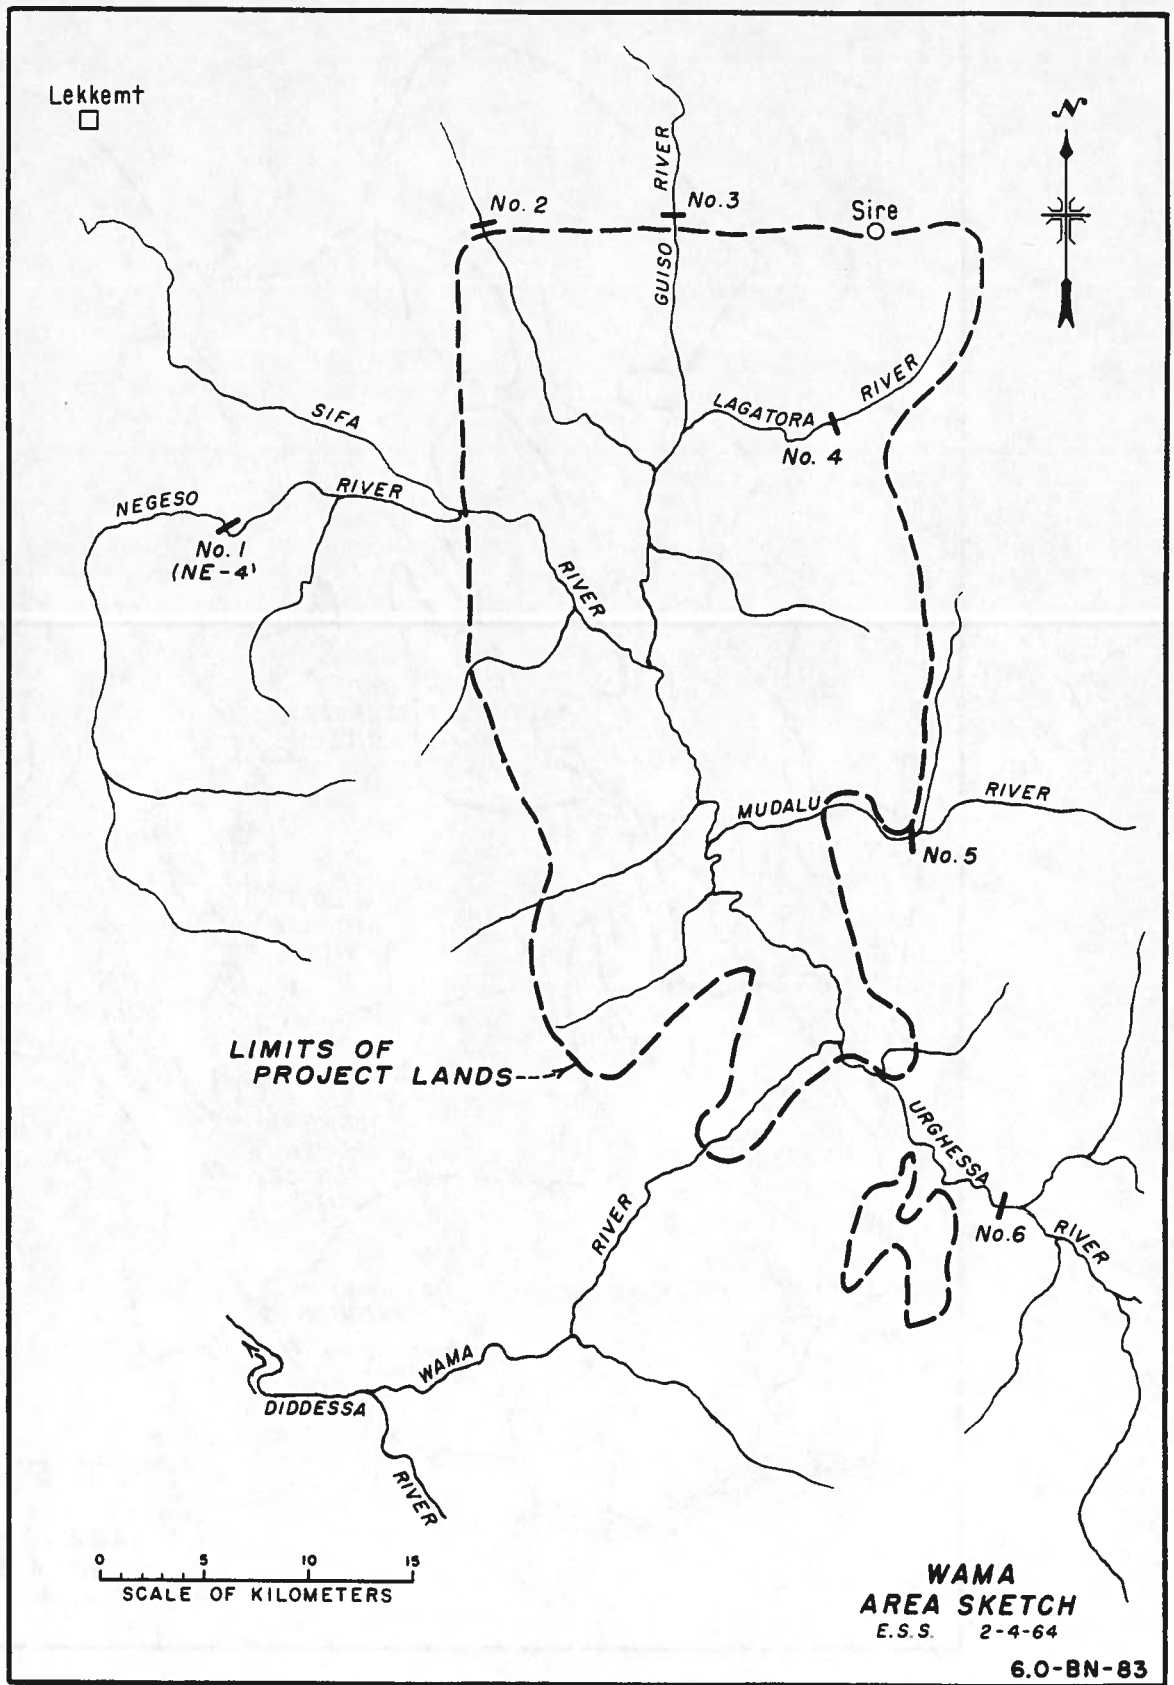 Lekkemt
N
RIVER
No. 2
No.3
Sire
GUISO
RIVER
LAGATORA
SIFA
No. 4
RIVER
NEGESO
No. 1
(NE-4)
RIVER
RIVER
MUDALU
No. 5
LIMITS OF
PROJECT LANDS
URGHESSA
RIVER
No.6
RIVER
WAMA
DIDDESSA
RIVER
0 5 10 15
SCALE OF KILOMETERS
WAMA
AREA SKETCH
E.S.S. 2-4-64
6.0-BN-83